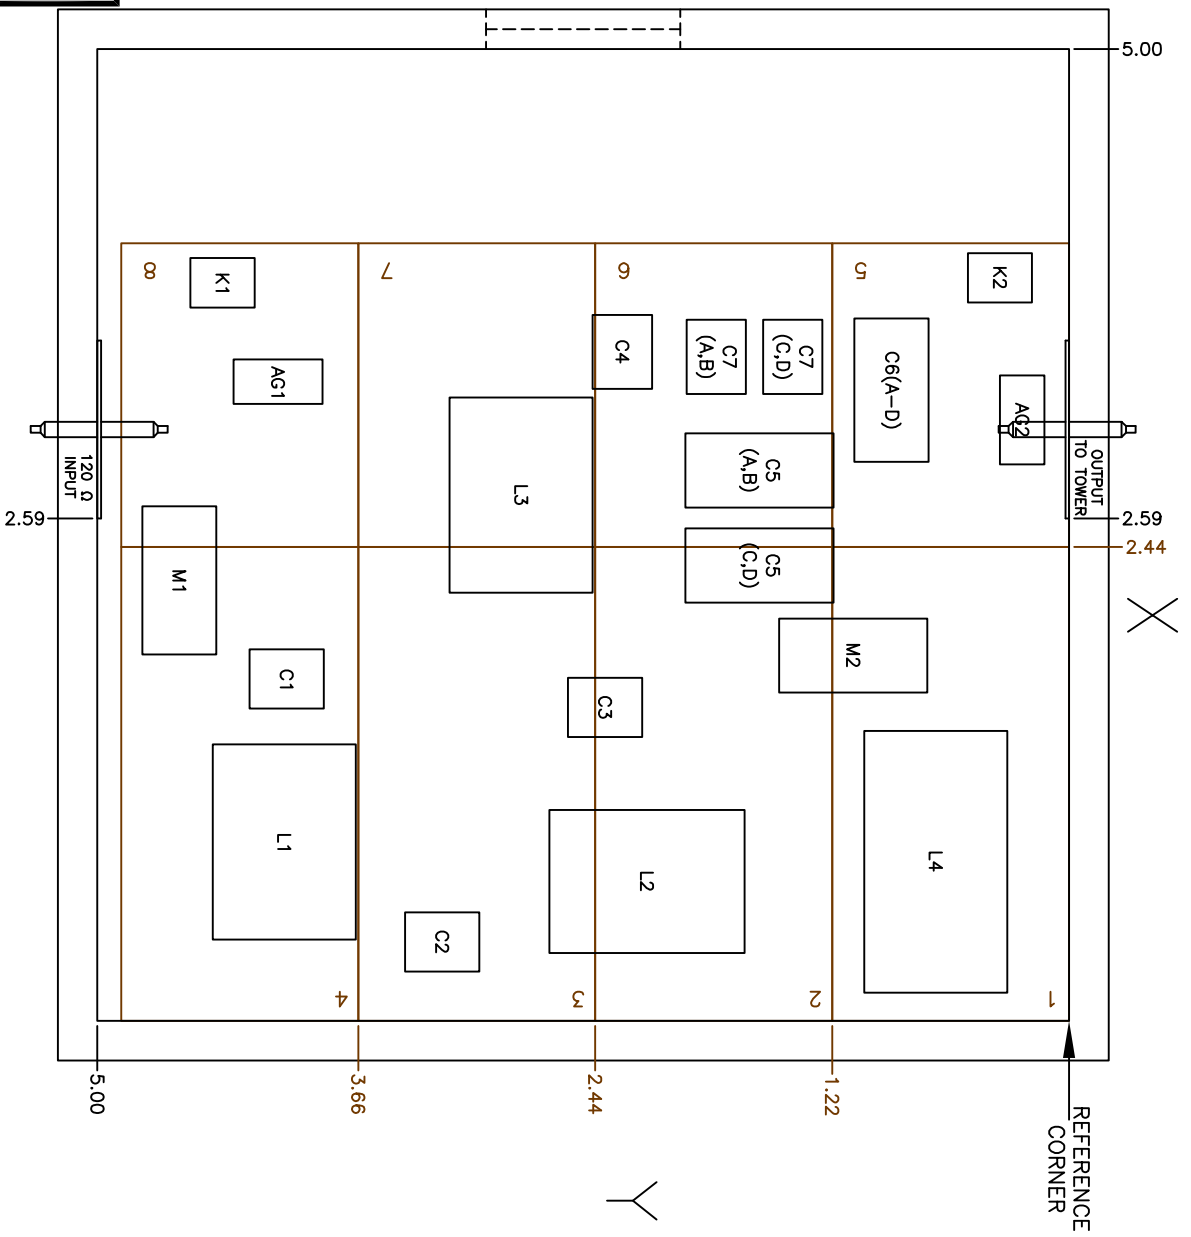 5.00
8
7
6
5
K1
K2
C4
C7
(A,B)
C7
(C,D)
C6(A-D)
AG1
AG2
120 Ω
INPUT
OUTPUT
TO TOWER
L3
C5
(A,B)
2.59
2.59
2.44
C5
(C,D)
M1
X
M2
C1
C3
L1
L2
L4
C2
4
3
2
1
5.00
3.66
2.44
1.22
REFERENCE
CORNER
Y